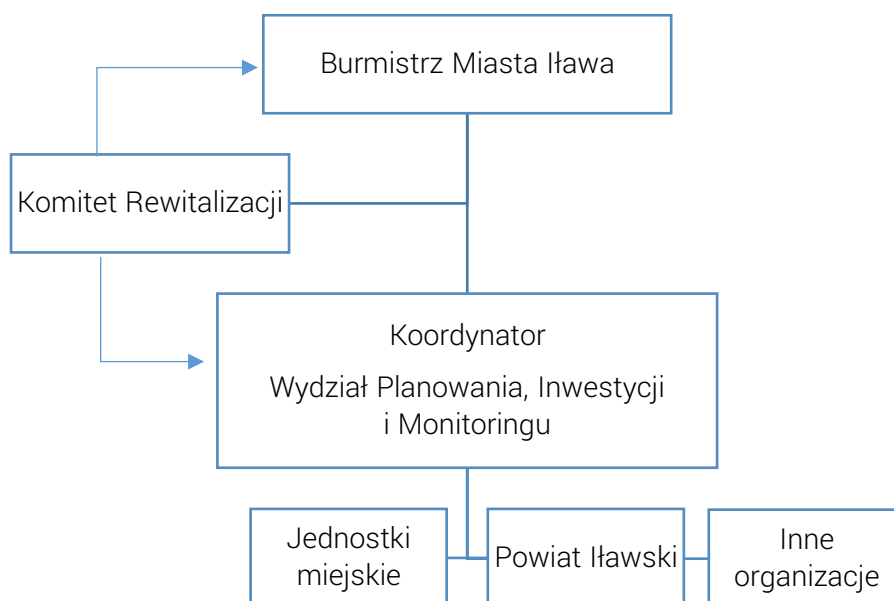 Burmistrz Miasta Iława
Komitet Rewitalizacji
Koordynator
Wydział Planowania, Inwestycji
i Monitoringu
Jednostki
miejskie
Powiat Iławski
Inne
organizacje